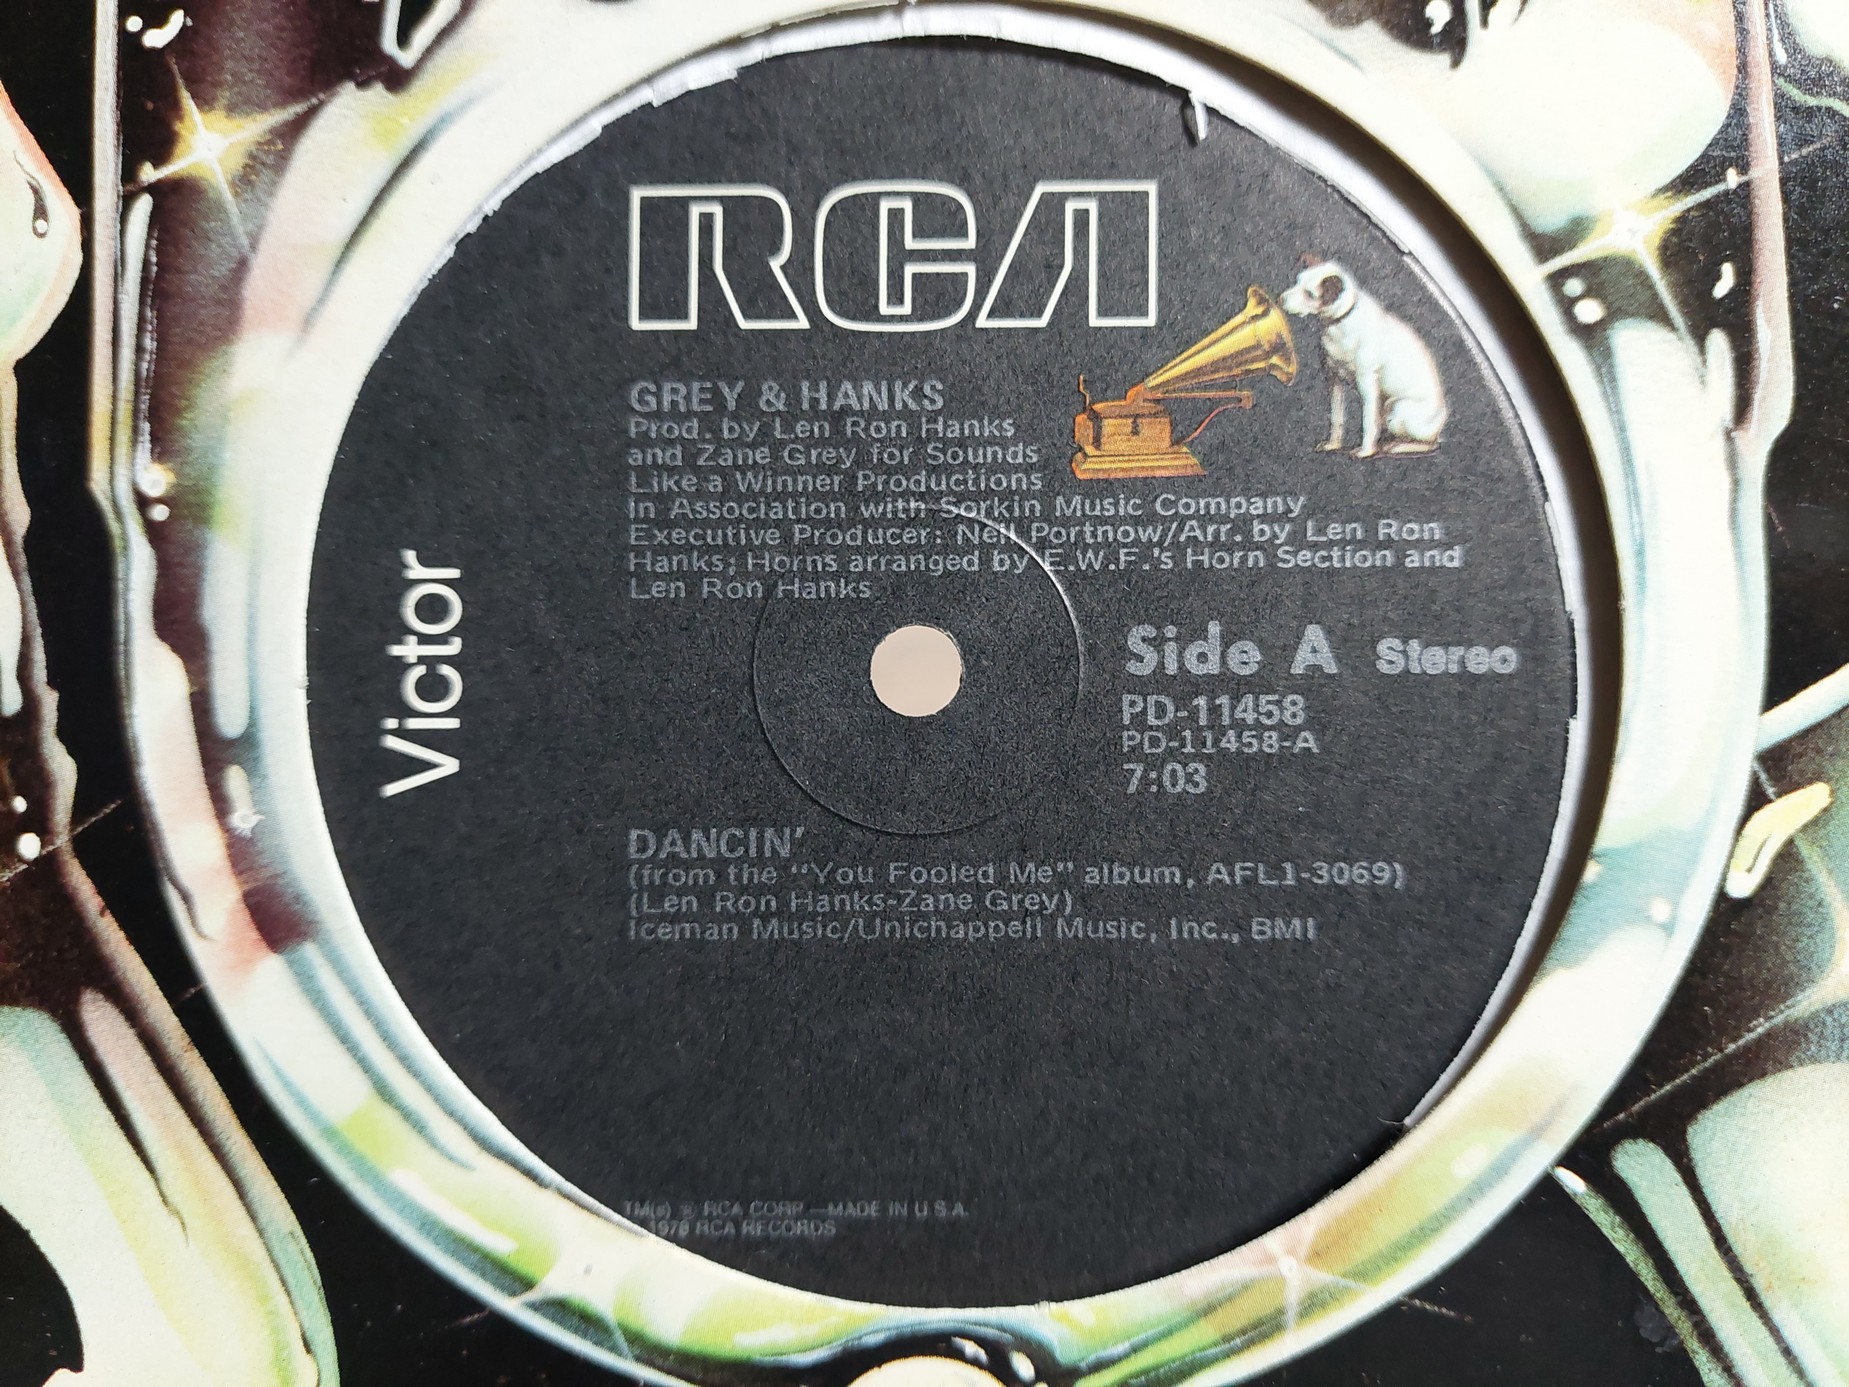 RCA
Victor
GREY & HANKS
Prod. by Len Ron Hanks
and Zane Grey for Sounds
Like a Winner Productions
In Association with Sorkin Music Company
Executive Producer: Neil Portnow/Arr. by Len Ron
Hanks; Horns arranged by E.W.F.'s Horn Section and
Len Ron Hanks
Side A Stereo
PD-11458
PD-11458-A
7:03
DANCIN'
(from the "You Fooled Me" album, AFL1-3069)
(Len Ron Hanks-Zane Grey)
Iceman Music/Unichappell Music, Inc., BMI
TM(s) ® RCA CORP.—MADE IN U.S.A.
1978 RCA RECORDS